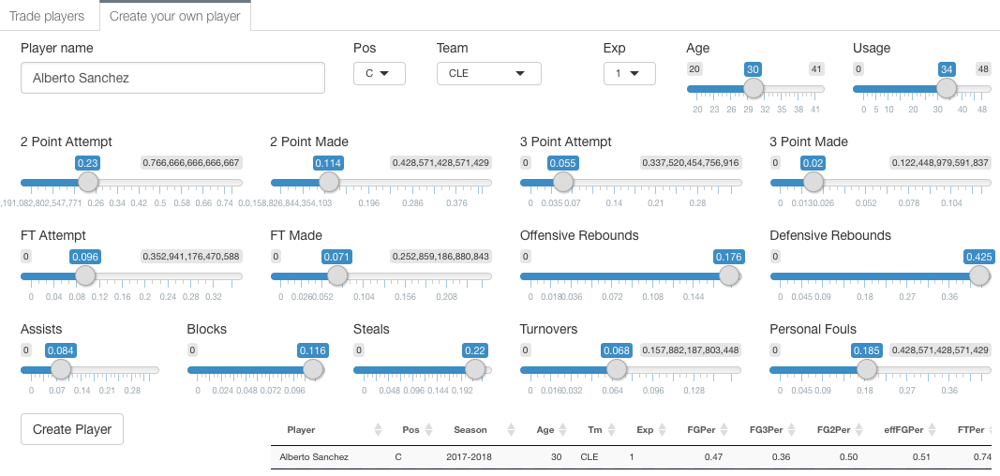 Trade players Create your own player
Player name Pos Team Exp Age Usage
Alberto Sanchez C CLE 1 20 30 41 0 34 48
20 23 26 29 32 35 38 41 0 5 10 20 30 40 48
2 Point Attempt 2 Point Made 3 Point Attempt 3 Point Made
0.23 0.766,666,666,666,667 0.114 0.428,571,428,571,429 0 0.055 0.337,520,454,756,916 0 0.02 0.122,448,979,591,837
,191,082,802,547,771 0.26 0.34 0.42 0.5 0.58 0.66 0.74 0.0.158,826,844,354,103 0.196 0.286 0.376 0 0.035 0.07 0.14 0.21 0.28 0 0.013 0.026 0.052 0.078 0.104
FT Attempt FT Made Offensive Rebounds Defensive Rebounds
0 0.096 0.352,941,176,470,588 0 0.071 0.252,859,186,880,843 0 0.176 0 0.425
0 0.04 0.08 0.12 0.16 0.2 0.24 0.28 0.32 0 0.026 0.052 0.104 0.156 0.208 0 0.018 0.036 0.072 0.108 0.144 0 0.045 0.09 0.18 0.27 0.36
Assists Blocks Steals Turnovers Personal Fouls
0 0.084 0 0.116 0 0.22 0 0.068 0.157,882,187,803,448 0 0.185 0.428,571,428,571,429
0 0.07 0.14 0.21 0.28 0 0.024 0.048 0.072 0.096 0 0.048 0.096 0.144 0.192 0 0.016 0.032 0.064 0.096 0.128 0 0.045 0.09 0.18 0.27 0.36
Create Player
Player Pos Season Age Tm Exp FGPer FG3Per FG2Per effFGPer FTPer
Alberto Sanchez C 2017-2018 30 CLE 1 0.47 0.36 0.50 0.51 0.74